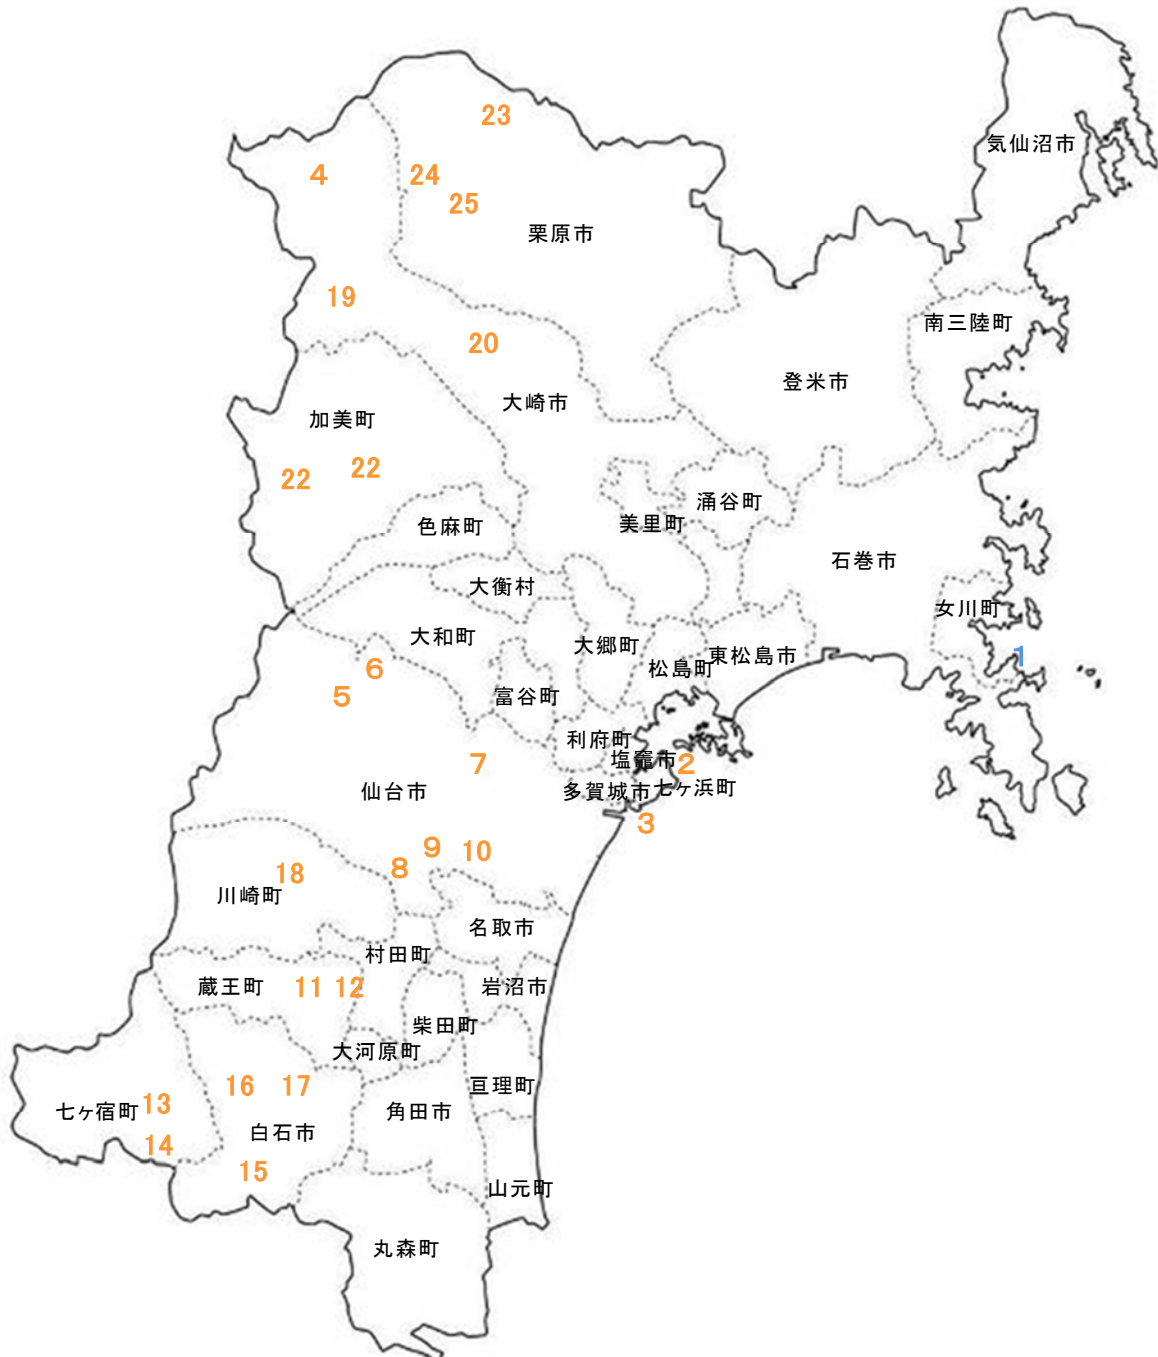 23
気仙沼市
4
24
25
栗原市
19
南三陸町
20
登米市
大崎市
加美町
22
22
涌谷町
色麻町
美里町
石巻市
大衡村
女川町
大和町
大郷町
1
東松島市
6
松島町
5
富谷町
利府町
7
塩竈市
2
仙台市
多賀城市
七ヶ浜町
3
9
10
8
18
川崎町
名取市
村田町
蔵王町
11
12
岩沼市
柴田町
大河原町
16
17
亘理町
七ヶ宿町
13
角田市
白石市
14
15
山元町
丸森町